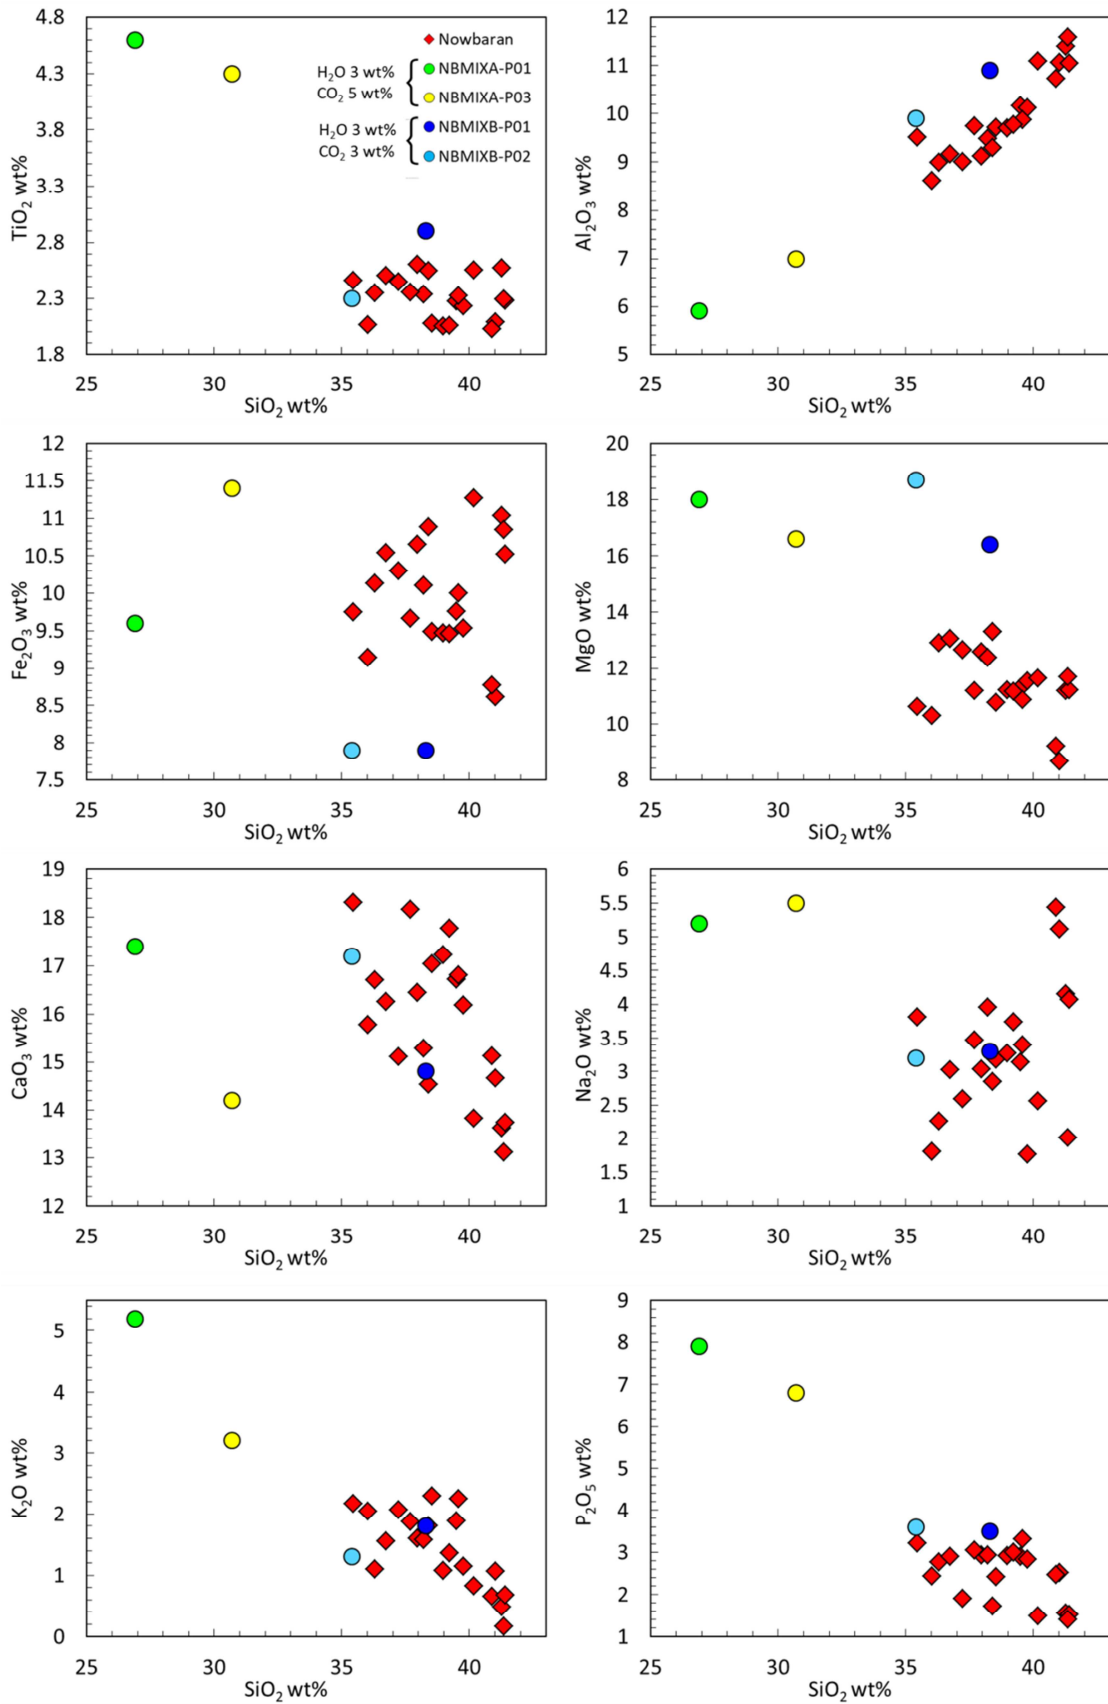 4.8
4.3
3.8
3.3
2.8
2.3
1.8
TiO2 wt%
25 30 35 40
SiO2 wt%
Nowbaran
H2O 3 wt%
CO2 5 wt%
NBMIXA-P01
NBMIXA-P03
H2O 3 wt%
CO2 3 wt%
NBMIXB-P01
NBMIXB-P02
12
11
10
9
8
7
6
5
Al2O3 wt%
25 30 35 40
SiO2 wt%
12
11.5
11
10.5
10
9.5
9
8.5
8
7.5
Fe2O3 wt%
25 30 35 40
SiO2 wt%
20
18
16
14
12
10
8
MgO wt%
25 30 35 40
SiO2 wt%
19
18
17
16
15
14
13
12
CaO3 wt%
25 30 35 40
SiO2 wt%
6
5.5
5
4.5
4
3.5
3
2.5
2
1.5
1
Na2O wt%
25 30 35 40
SiO2 wt%
5
4
3
2
1
0
K2O wt%
25 30 35 40
SiO2 wt%
9
8
7
6
5
4
3
2
1
P2O5 wt%
25 30 35 40
SiO2 wt%